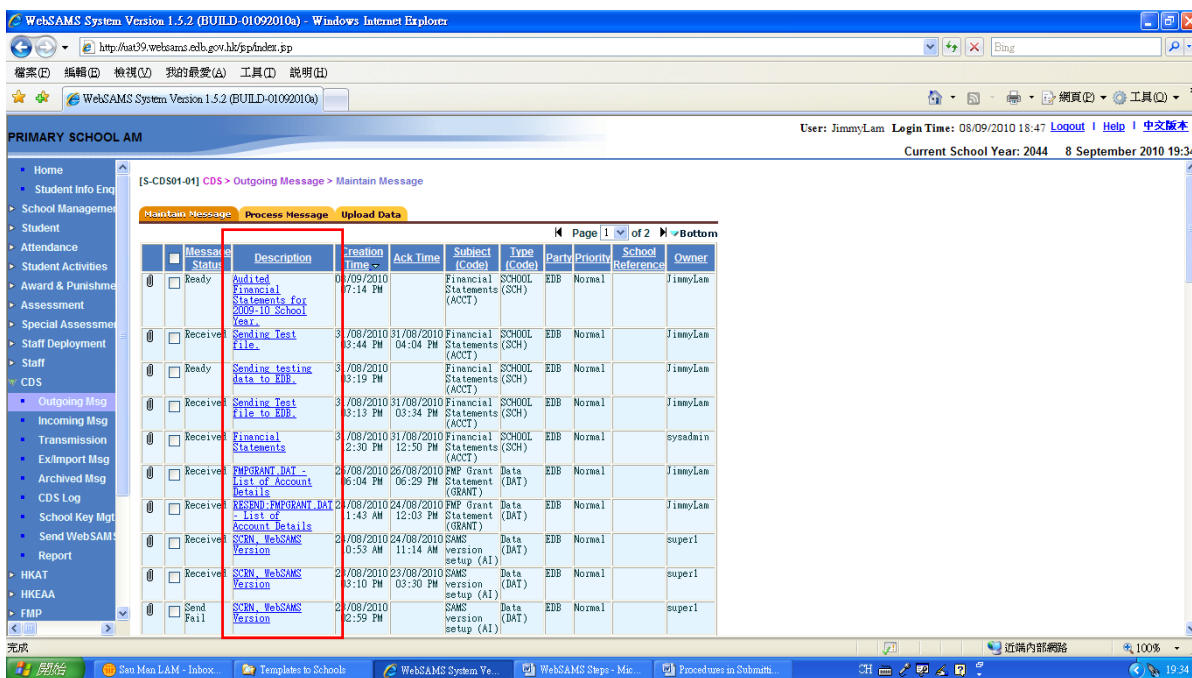 WebSAMS System Version 1.5.2 (BUILD-01092010a) - Windows Internet Explorer
http://uat39.websams.edb.gov.hk/jsp/index.jsp
Bing
檔案(F) 編輯(E) 檢視(V) 我的最愛(A) 工具(T) 說明(H)
WebSAMS System Version 1.5.2 (BUILD-01092010a)
網頁(P) 工具(O)
PRIMARY SCHOOL AM
User: JimmyLam Login Time: 08/09/2010 18:47 Logout | Help | 中文版本
Current School Year: 2044 8 September 2010 19:34
Home
Student Info Enq
School Managemen
Student
Attendance
Student Activities
Award & Punishme
Assessment
Special Assessmen
Staff Deployment
Staff
CDS
Outgoing Msg
Incoming Msg
Transmission
Ex/Import Msg
Archived Msg
CDS Log
School Key Mgt
Send WebSAMS
Report
HKAT
HKEAA
FMP
[S-CDS01-01] CDS > Outgoing Message > Maintain Message
Maintain Message Process Message Upload Data
Page 1 of 2 Bottom
Message Status Description Creation Time Ack Time Subject (Code) Type (Code) Party Priority School Reference Owner
Ready Audited Financial Statements for 2009-10 School Year. 08/09/2010 07:14 PM Financial Statements (ACCT) SCHOOL (SCH) EDB Normal JimmyLam
Received Sending Test file. 31/08/2010 03:44 PM 31/08/2010 04:04 PM Financial Statements (ACCT) SCHOOL (SCH) EDB Normal JimmyLam
Ready Sending testing data to EDB. 31/08/2010 03:19 PM Financial Statements (ACCT) SCHOOL (SCH) EDB Normal JimmyLam
Received Sending Test file to EDB. 31/08/2010 03:13 PM 31/08/2010 03:34 PM Financial Statements (ACCT) SCHOOL (SCH) EDB Normal JimmyLam
Received Financial Statements 31/08/2010 12:30 PM 31/08/2010 12:50 PM Financial Statements (ACCT) SCHOOL (SCH) EDB Normal sysadmin
Received FMPGRANT.DAT - List of Account Details 26/08/2010 06:04 PM 26/08/2010 06:29 PM FMP Grant Statement (GRANT) Data (DAT) EDB Normal JimmyLam
Received RESEND:FMPGRANT.DAT - List of Account Details 24/08/2010 11:43 AM 24/08/2010 12:03 PM FMP Grant Statement (GRANT) Data (DAT) EDB Normal JimmyLam
Received SCRN, WebSAMS Version 24/08/2010 10:53 AM 24/08/2010 11:14 AM SAMS version setup (AI) Data (DAT) EDB Normal super1
Received SCRN, WebSAMS Version 23/08/2010 03:10 PM 23/08/2010 03:30 PM SAMS version setup (AI) Data (DAT) EDB Normal super1
Send Fail SCRN, WebSAMS Version 23/08/2010 02:59 PM SAMS version setup (AI) Data (DAT) EDB Normal super1
完成 近端內部網路 100%
開始 Sau Man LAM - Inbox... Templates to Schools WebSAMS System Ve... WebSAMS Steps - Mic... Procedures in Submitti... CH 19:34